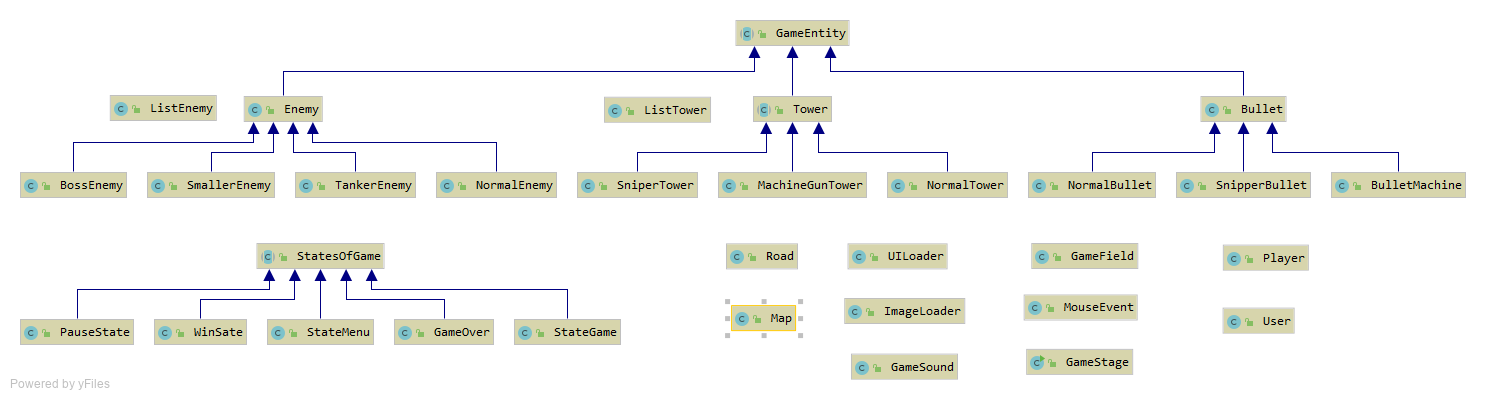 GameEntity
ListEnemy
Enemy
ListTower
Tower
Bullet
BossEnemy
SmallerEnemy
TankerEnemy
NormalEnemy
SniperTower
MachineGunTower
NormalTower
NormalBullet
SnipperBullet
BulletMachine
StatesOfGame
Road
UILoader
GameField
Player
PauseState
WinSate
StateMenu
GameOver
StateGame
Map
ImageLoader
MouseEvent
User
GameSound
GameStage
Powered by yFiles